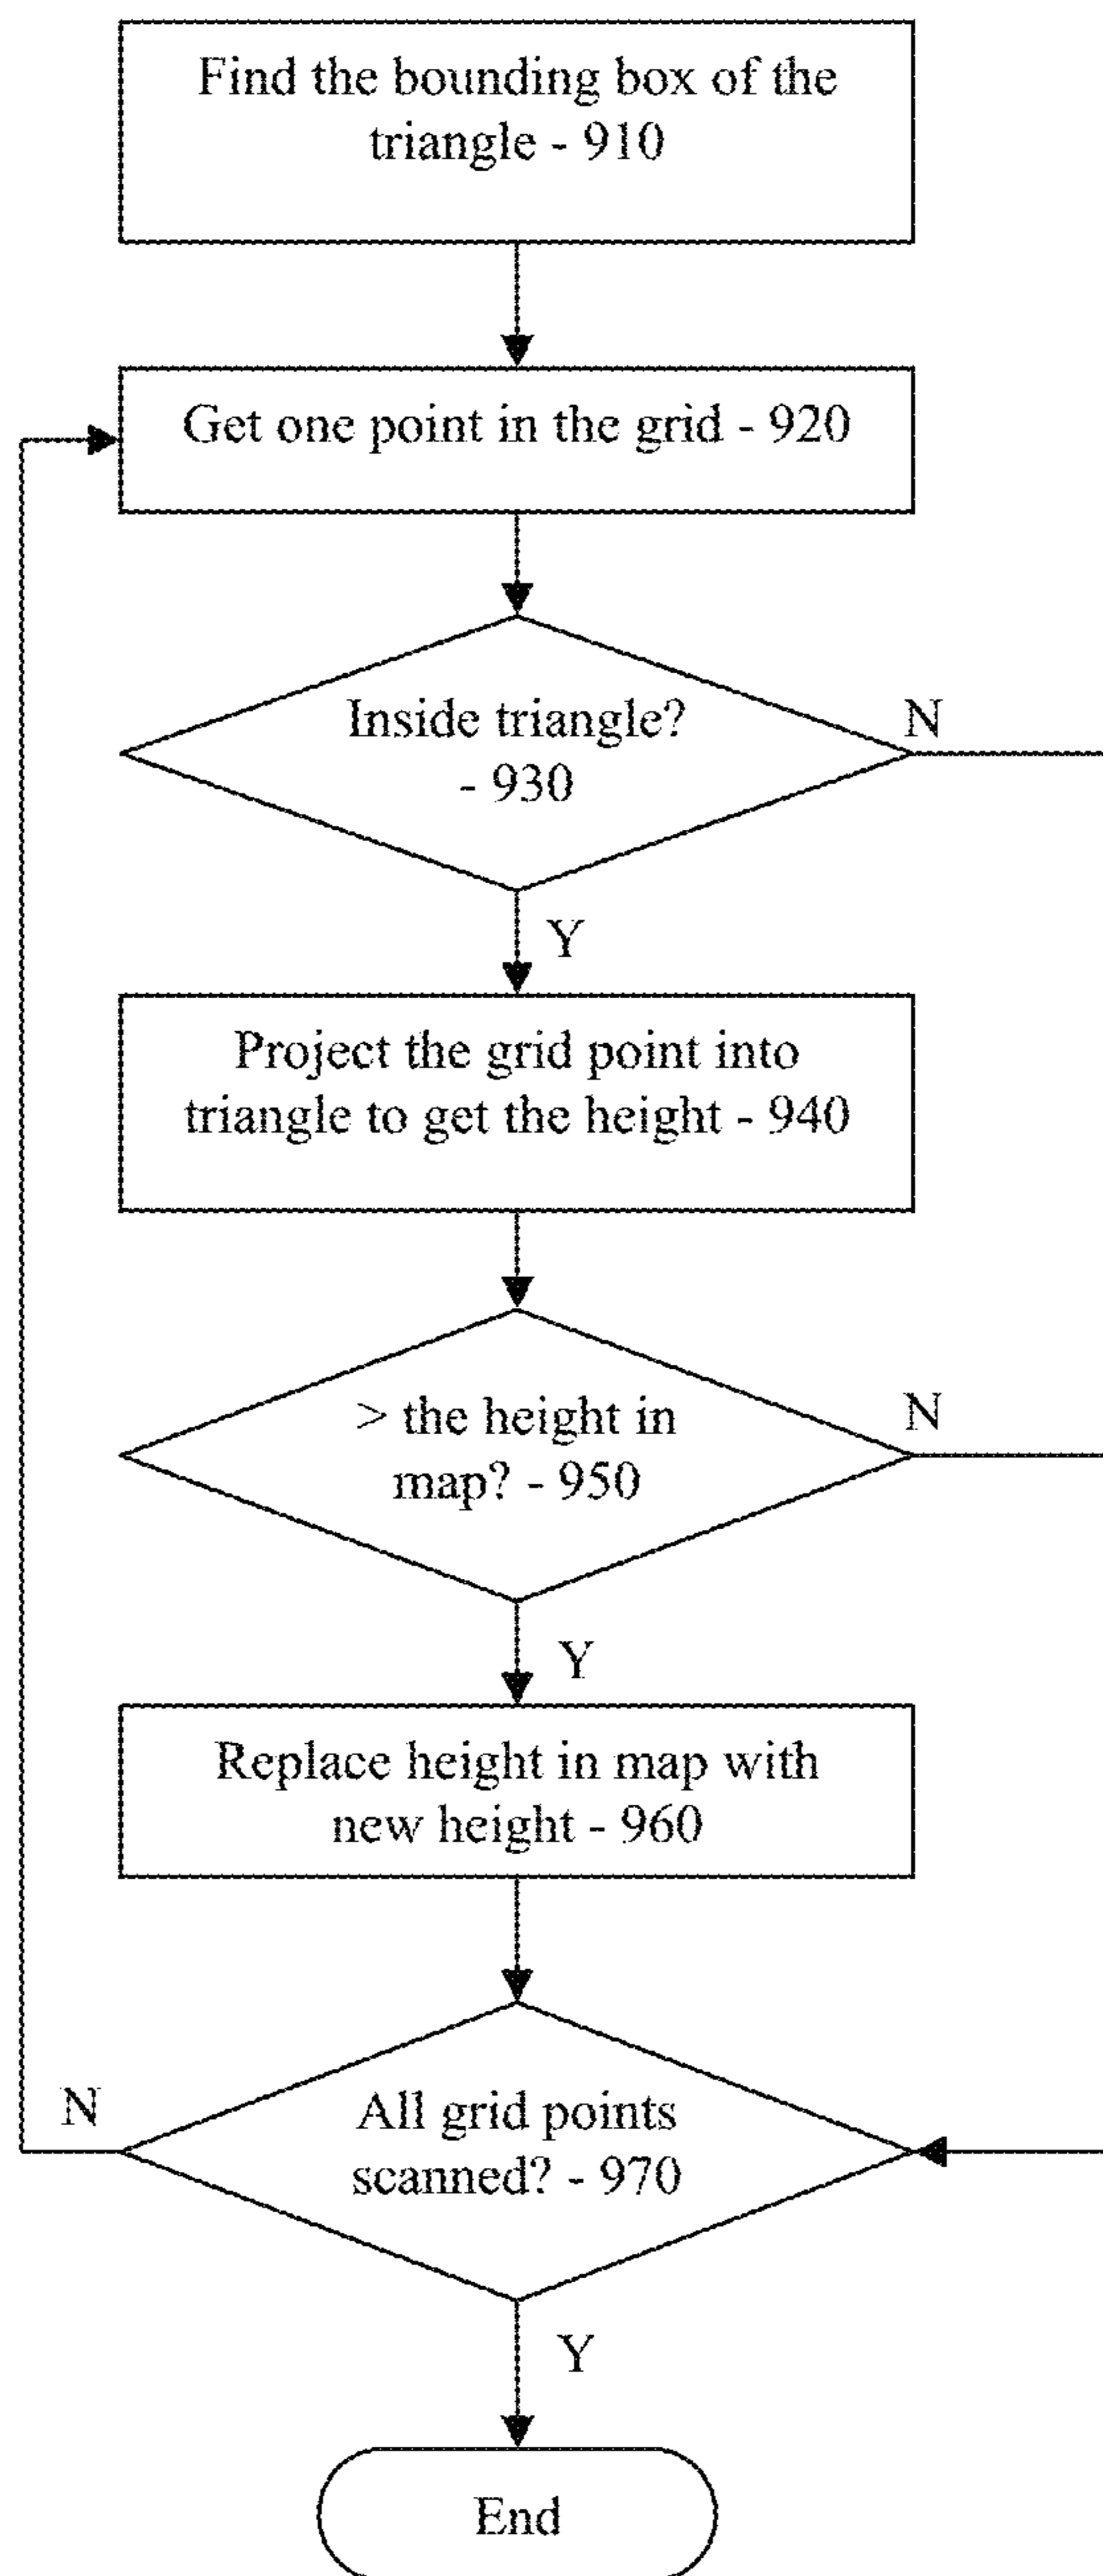 Find the bounding box of the
triangle - 910
Get one point in the grid - 920
Inside triangle?
- 930
N
Y
Project the grid point into
triangle to get the height - 940
> the height in
map? - 950
N
Y
Replace height in map with
new height - 960
All grid points
scanned? - 970
N
Y
End